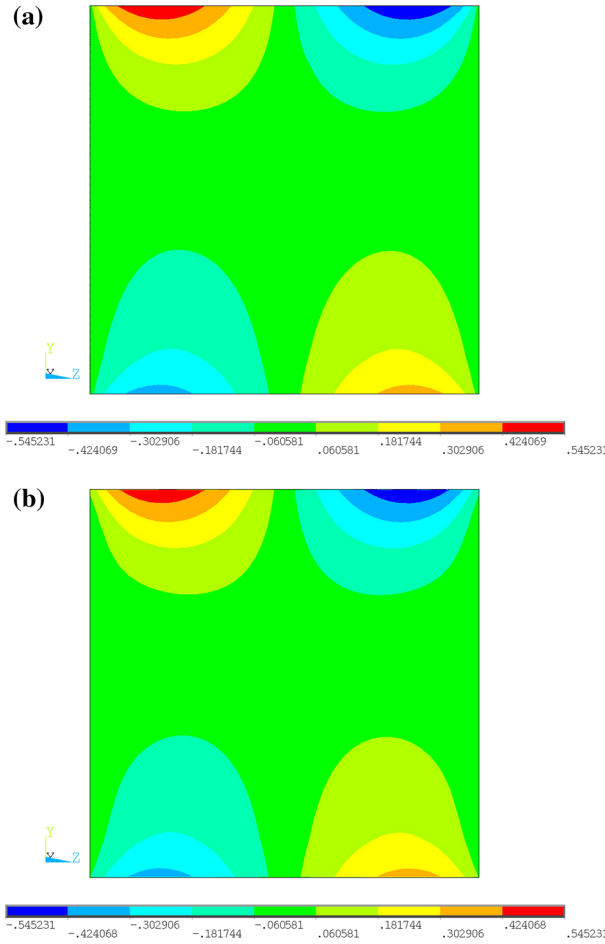 (a)
Y
X Z
-.545231 -.302906 -.060581 .181744 .424069
-.424069 -.181744 .060581 .302906 .545231
(b)
Y
X Z
-.545231 -.302906 -.060581 .181744 .424068
-.424068 -.181744 .060581 .302906 .545231